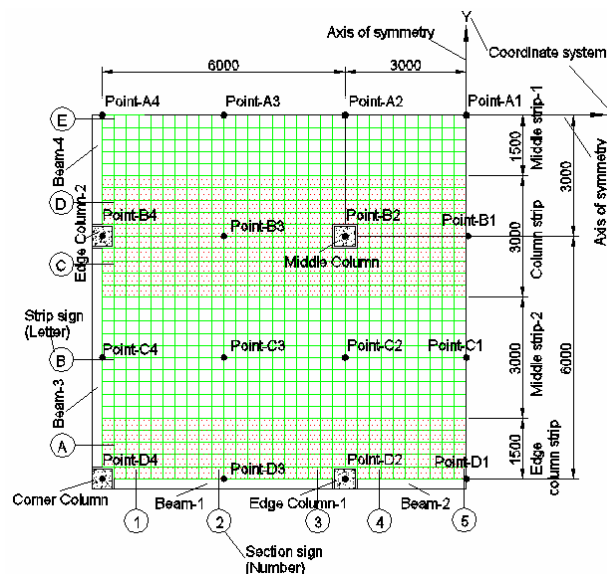 Y
Axis of symmetry
Coordinate system
6000
3000
Point-A4
Point-A3
Point-A2
Point-A1
X
E
Beam-4
1500
Middle strip-1
3000
Axis of symmetry
D
Edge Column-2
Point-B4
Point-B3
Point-B2
Point-B1
Middle Column
3000
Column strip
C
Strip sign
(Letter)
B
Point-C4
Point-C3
Point-C2
Point-C1
3000
Middle strip-2
6000
Beam-3
A
Point-D4
Point-D3
Point-D2
Point-D1
1500
Edge
column strip
Corner Column
Beam-1
Edge Column-1
Beam-2
1
2
3
4
5
Section sign
(Number)